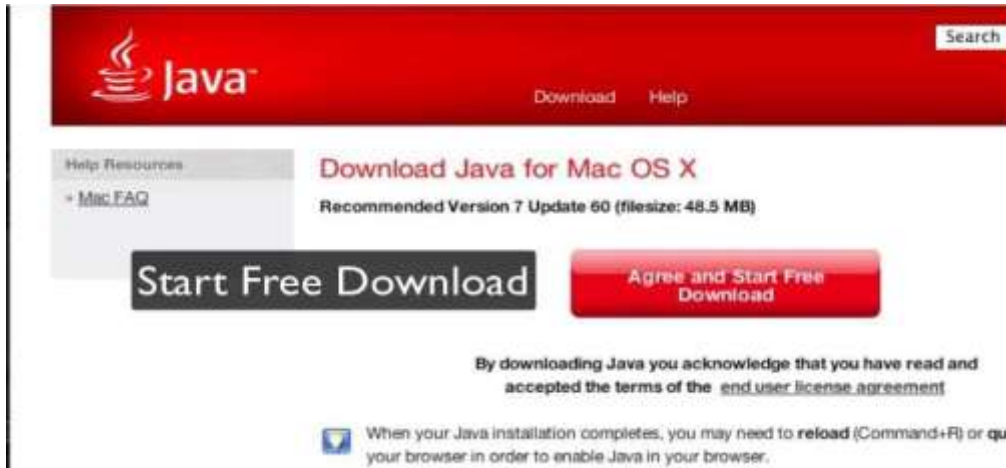 Search
Java™
Download Help
Help Resources
Mac FAQ
Download Java for Mac OS X
Recommended Version 7 Update 60 (filesize: 48.5 MB)
Start Free Download
Agree and Start Free
Download
By downloading Java you acknowledge that you have read and
accepted the terms of the end user license agreement
When your Java installation completes, you may need to reload (Command+R) or qu
your browser in order to enable Java in your browser.